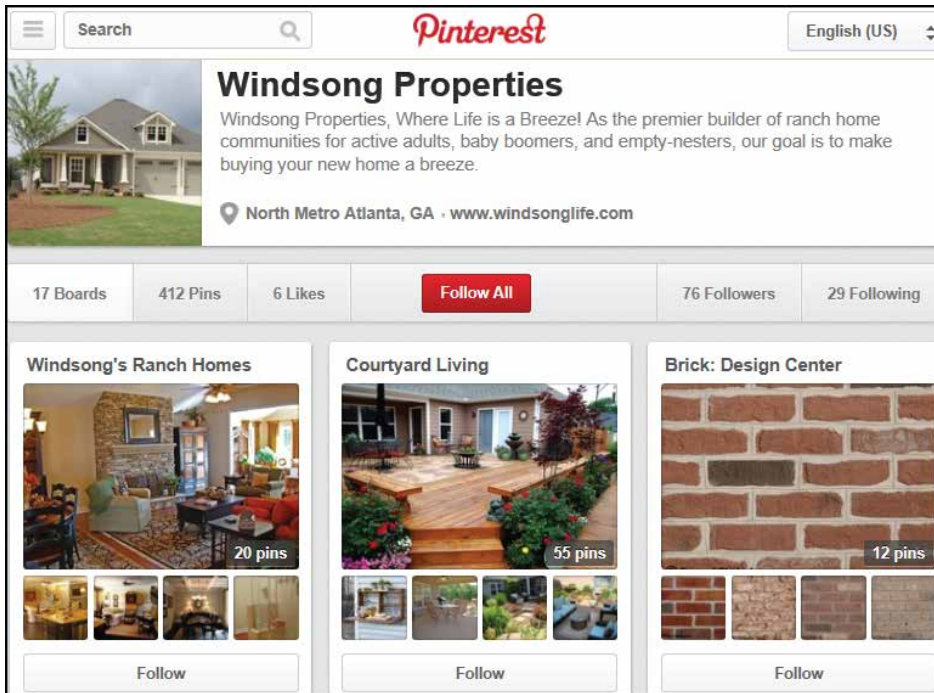 Search
Pinterest
English (US)
Windsong Properties
Windsong Properties, Where Life is a Breeze! As the premier builder of ranch home
communities for active adults, baby boomers, and empty-nesters, our goal is to make
buying your new home a breeze.
North Metro Atlanta, GA · www.windsonglife.com
17 Boards 412 Pins 6 Likes Follow All 76 Followers 29 Following
Windsong's Ranch Homes
20 pins
Follow
Courtyard Living
55 pins
Follow
Brick: Design Center
12 pins
Follow